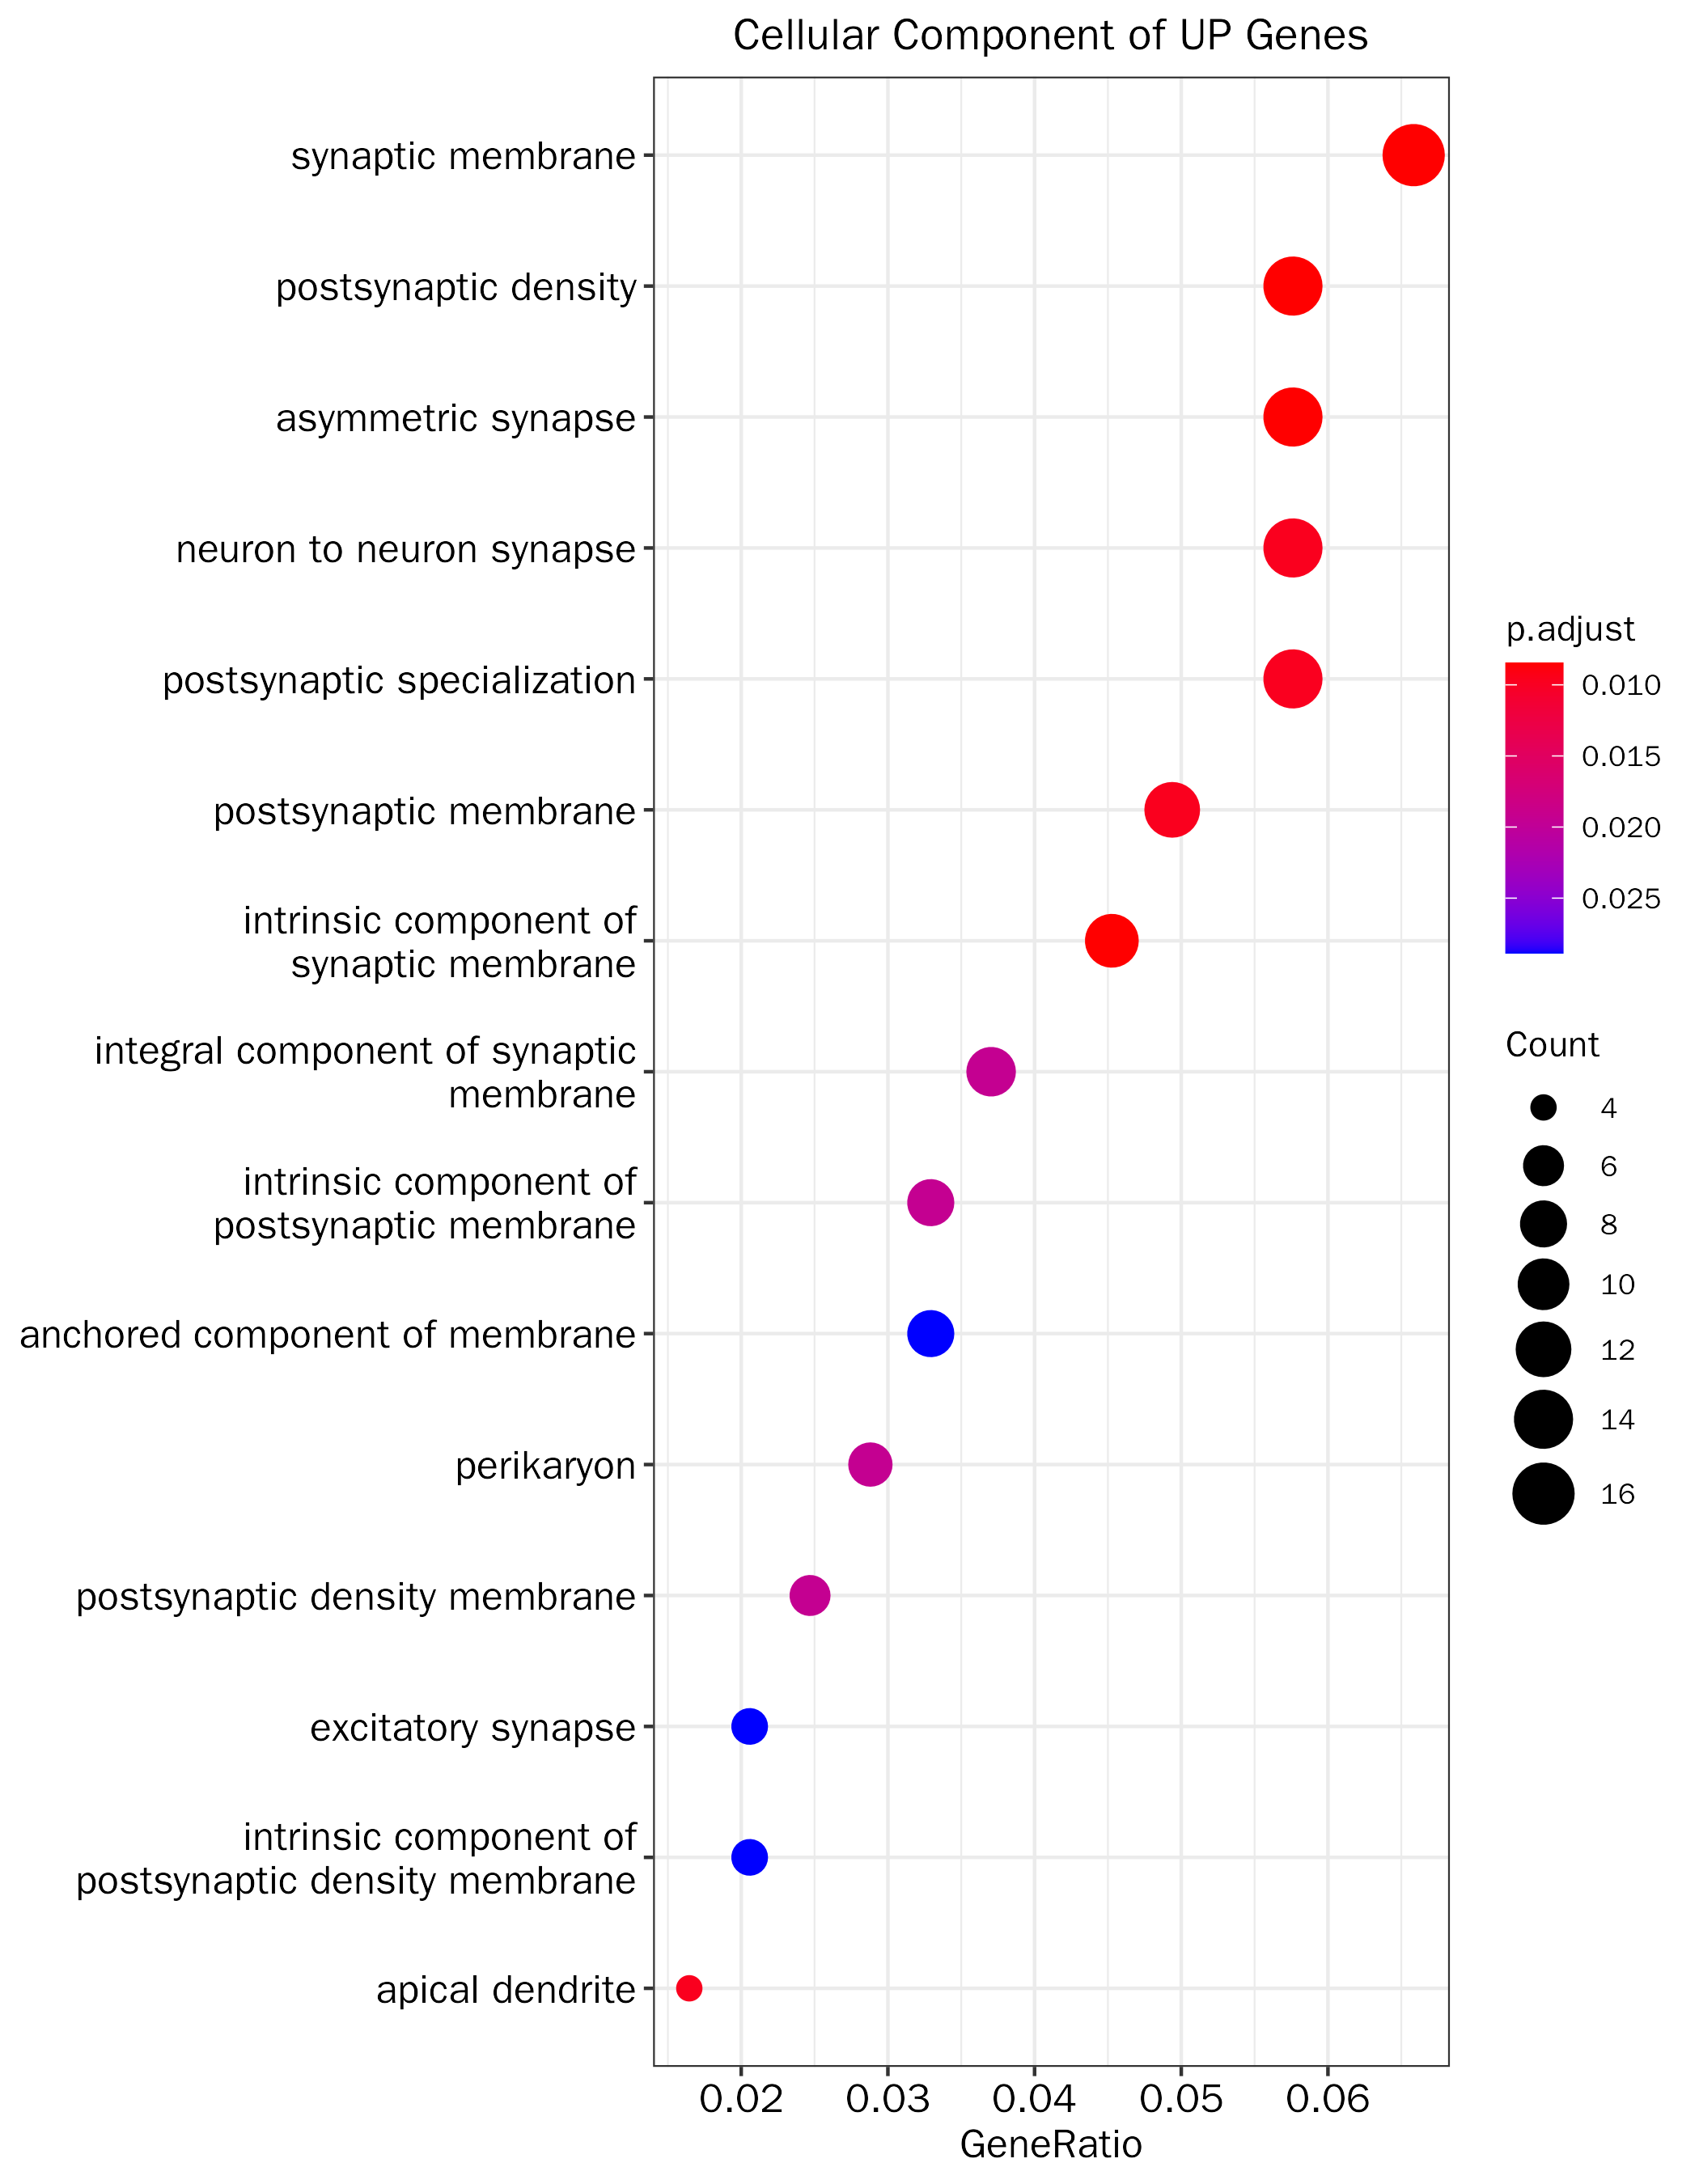 Cellular Component of UP Genes
synaptic membrane
postsynaptic density
asymmetric synapse
neuron to neuron synapse
postsynaptic specialization
postsynaptic membrane
intrinsic component of
synaptic membrane
integral component of synaptic
membrane
intrinsic component of
postsynaptic membrane
anchored component of membrane
perikaryon
postsynaptic density membrane
excitatory synapse
intrinsic component of
postsynaptic density membrane
apical dendrite
0.02 0.03 0.04 0.05 0.06
GeneRatio
p.adjust
0.010
0.015
0.020
0.025
Count
4
6
8
10
12
14
16